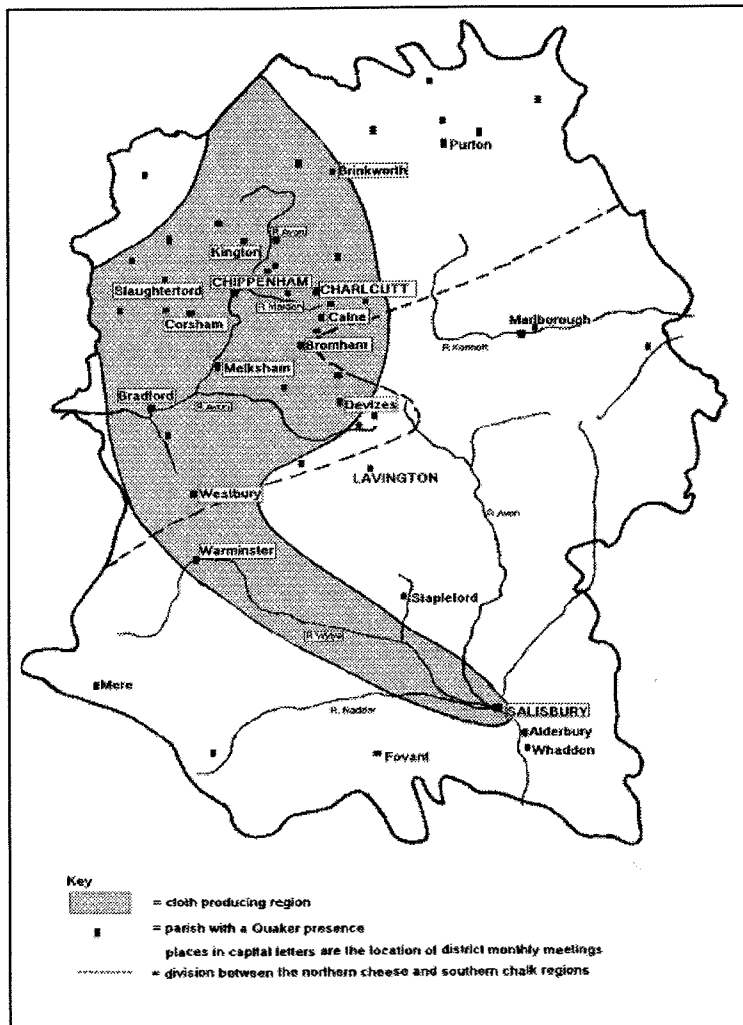 Purton
Brinkworth
R. Avon
Kington
CHIPPENHAM
CHARLCUTT
Slaughterford
R. Marden
Calne
Corsham
Marlborough
Bromham
R. Kennett
Melksham
Bradford
R. Avon
Devizes
LAVINGTON
Westbury
R. Avon
Warminster
Stapleford
R. Wylye
Mere
SALISBURY
R. Nadder
Alderbury
Whaddon
Fovant
Key
= cloth producing region
= parish with a Quaker presence
places in capital letters are the location of district monthly meetings
= division between the northern cheese and southern chalk regions